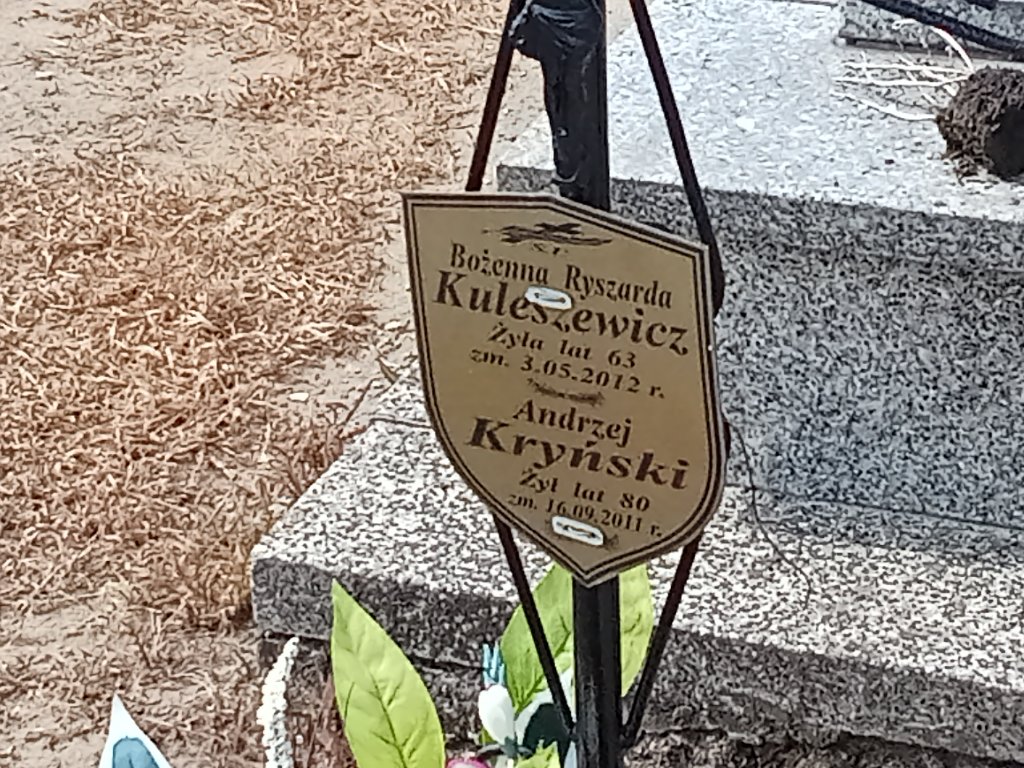 Ś.P.
Bożenna Ryszarda
Kuleszewicz
Żyła lat 63
zm. 3.05.2012 r.
Andrzej
Kryński
Żył lat 80
zm. 16.09.2011 r.